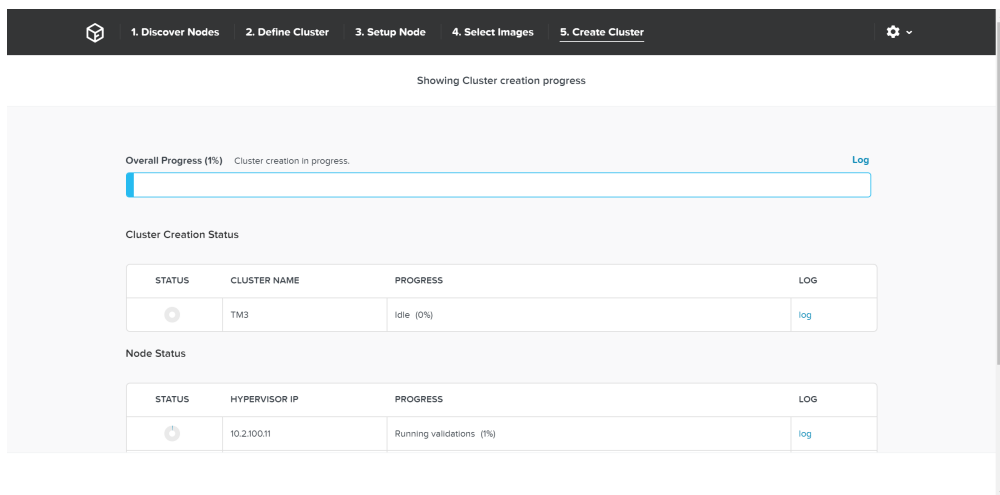 1. Discover Nodes 2. Define Cluster 3. Setup Node 4. Select Images 5. Create Cluster
Showing Cluster creation progress
Overall Progress (1%) Cluster creation in progress. Log
Cluster Creation Status
STATUS CLUSTER NAME PROGRESS LOG
TM3 Idle (0%) log
Node Status
STATUS HYPERVISOR IP PROGRESS LOG
10.2.100.11 Running validations (1%) log